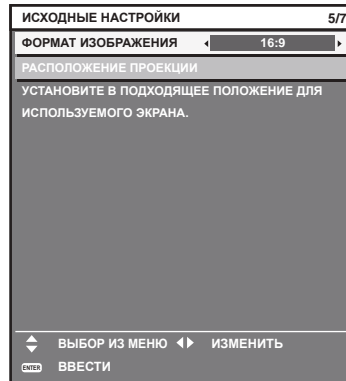 ИСХОДНЫЕ НАСТРОЙКИ 5/7
ФОРМАТ ИЗОБРАЖЕНИЯ 16:9
РАСПОЛОЖЕНИЕ ПРОЕКЦИИ
УСТАНОВИТЕ В ПОДХОДЯЩЕЕ ПОЛОЖЕНИЕ ДЛЯ
ИСПОЛЬЗУЕМОГО ЭКРАНА.
ВЫБОР ИЗ МЕНЮ ИЗМЕНИТЬ
ENTER ВВЕСТИ